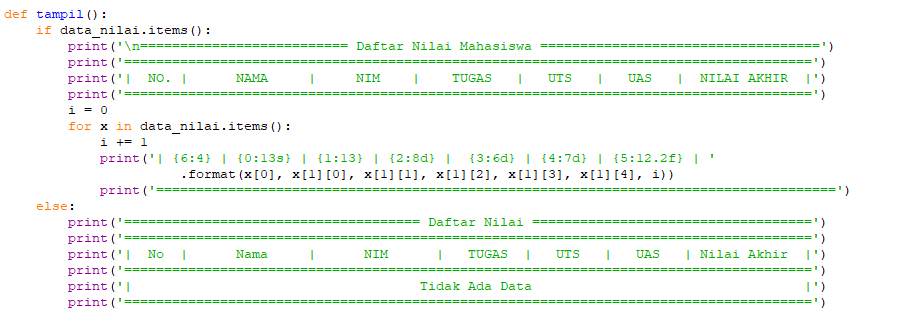 def tampil():
    if data_nilai.items():
        print('\n========================== Daftar Nilai Mahasiswa ===================================')
        print('======================================================================================')
        print('|  NO. |      NAMA     |     NIM    |    TUGAS   |   UTS   |   UAS   |  NILAI AKHIR  |')
        print('======================================================================================')
        i = 0
        for x in data_nilai.items():
            i += 1
            print('| {6:4} | {0:13s} | {1:13} | {2:8d} |  {3:6d} | {4:7d} | {5:12.2f} | '
                  .format(x[0], x[1][0], x[1][1], x[1][2], x[1][3], x[1][4], i))
            print('=====================================================================================')
    else:
        print('===================================== Daftar Nilai ===================================')
        print('======================================================================================')
        print('|  No  |      Nama     |      NIM      |   TUGAS  |   UTS   |   UAS   | Nilai Akhir  |')
        print('======================================================================================')
        print('|                                    Tidak Ada Data                                  |')
        print('======================================================================================')